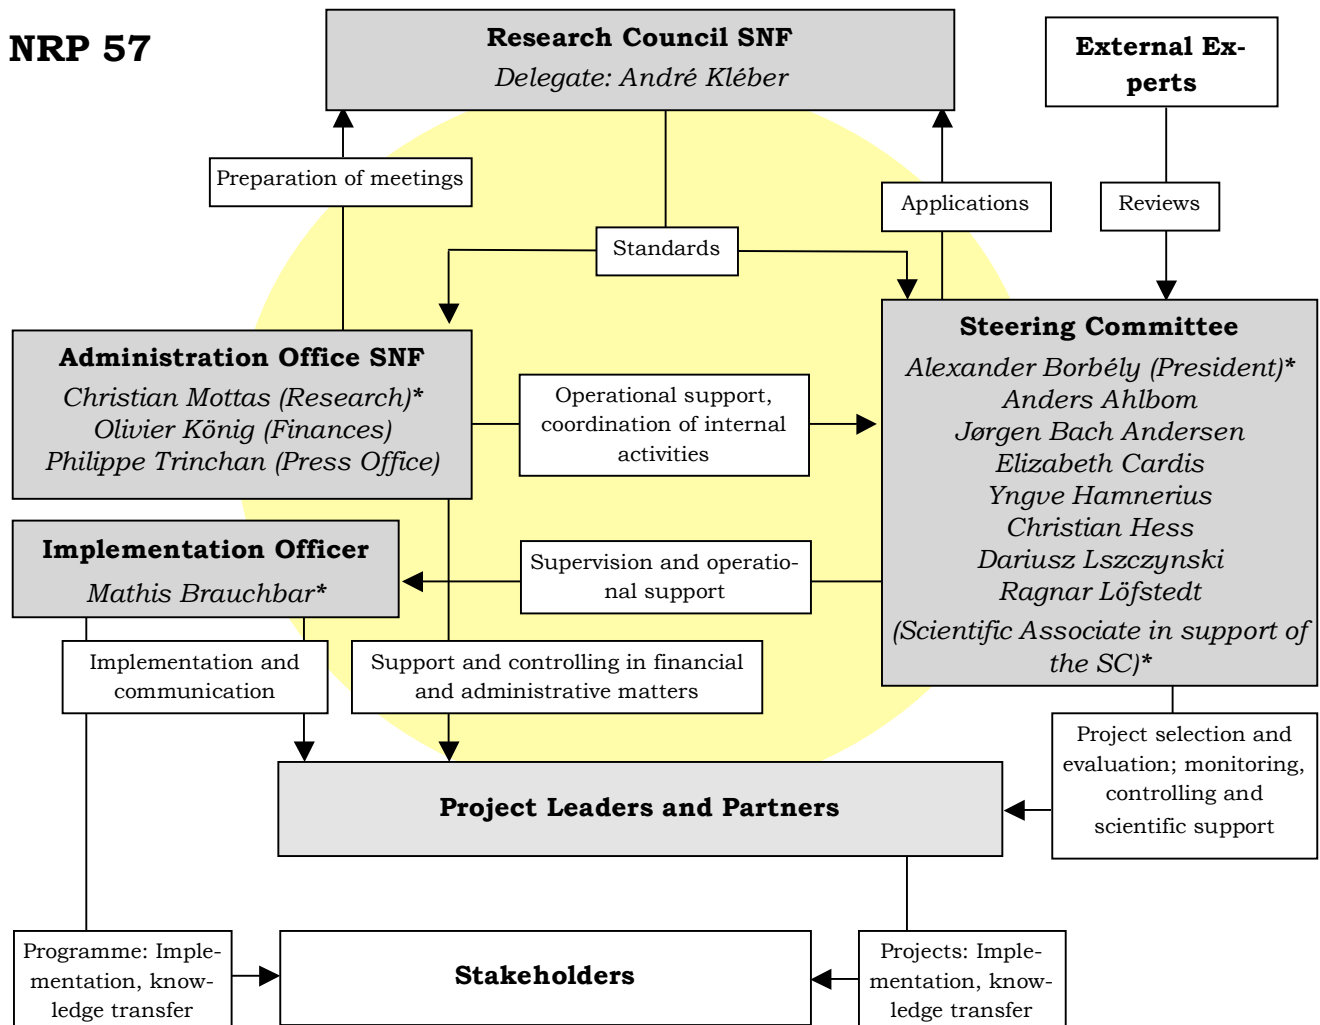 NRP 57
Research Council SNF
Delegate: André Kléber
External Ex-
perts
Preparation of meetings
Applications
Reviews
Standards
Administration Office SNF
Christian Mottas (Research)*
Olivier König (Finances)
Philippe Trinchan (Press Office)
Operational support,
coordination of internal
activities
Steering Committee
Alexander Borbély (President)*
Anders Ahlbom
Jørgen Bach Andersen
Elizabeth Cardis
Yngve Hamnerius
Christian Hess
Dariusz Lszczynski
Ragnar Löfstedt
(Scientific Associate in support of
the SC)*
Implementation Officer
Mathis Brauchbar*
Supervision and operatio-
nal support
Implementation and
communication
Support and controlling in financial
and administrative matters
Project selection and
evaluation; monitoring,
controlling and
scientific support
Project Leaders and Partners
Programme: Imple-
mentation, know-
ledge transfer
Stakeholders
Projects: Imple-
mentation, know-
ledge transfer